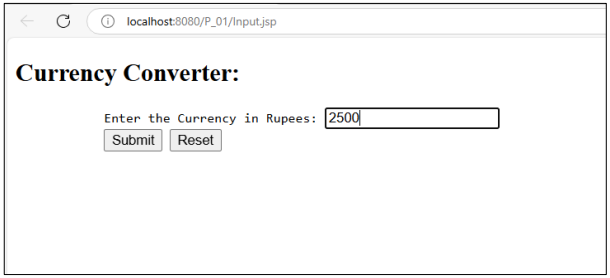 localhost:8080/P_01/Input.jsp
Currency Converter:
Enter the Currency in Rupees: 2500
Submit Reset